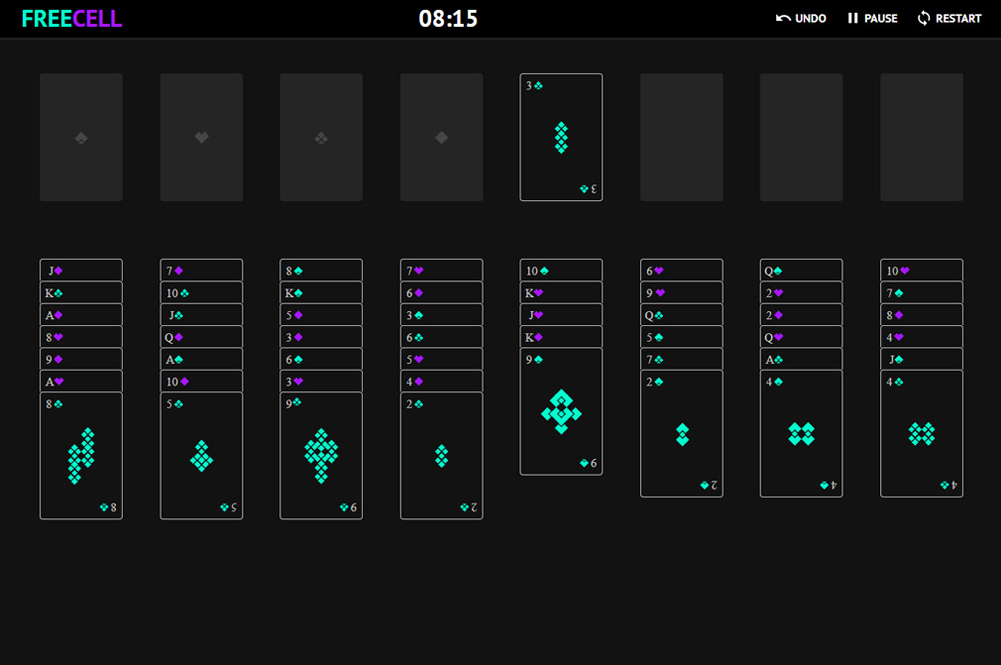 FREECELL 08:15 UNDO PAUSE RESTART
3♣
3♣
J♦ 7♦ 8♠ 7♥ 10♠ 6♥ Q♠ 10♥
K♣ 10♣ K♠ 6♦ K♥ 9♥ 2♥ 7♠
A♦ J♣ 5♦ 3♠ J♥ Q♣ 2♦ 8♦
8♥ Q♦ 3♦ 6♣ K♦ 5♠ Q♥ 4♥
9♦ A♠ 6♠ 5♥ 9♠ 7♣ A♣ J♠
A♥ 10♦ 3♥ 4♦ 2♠ 4♠ 4♣
8♣ 5♣ 9♣ 2♣
9♠
2♠ 4♠ 4♣
8♣ 5♣ 9♣ 2♣